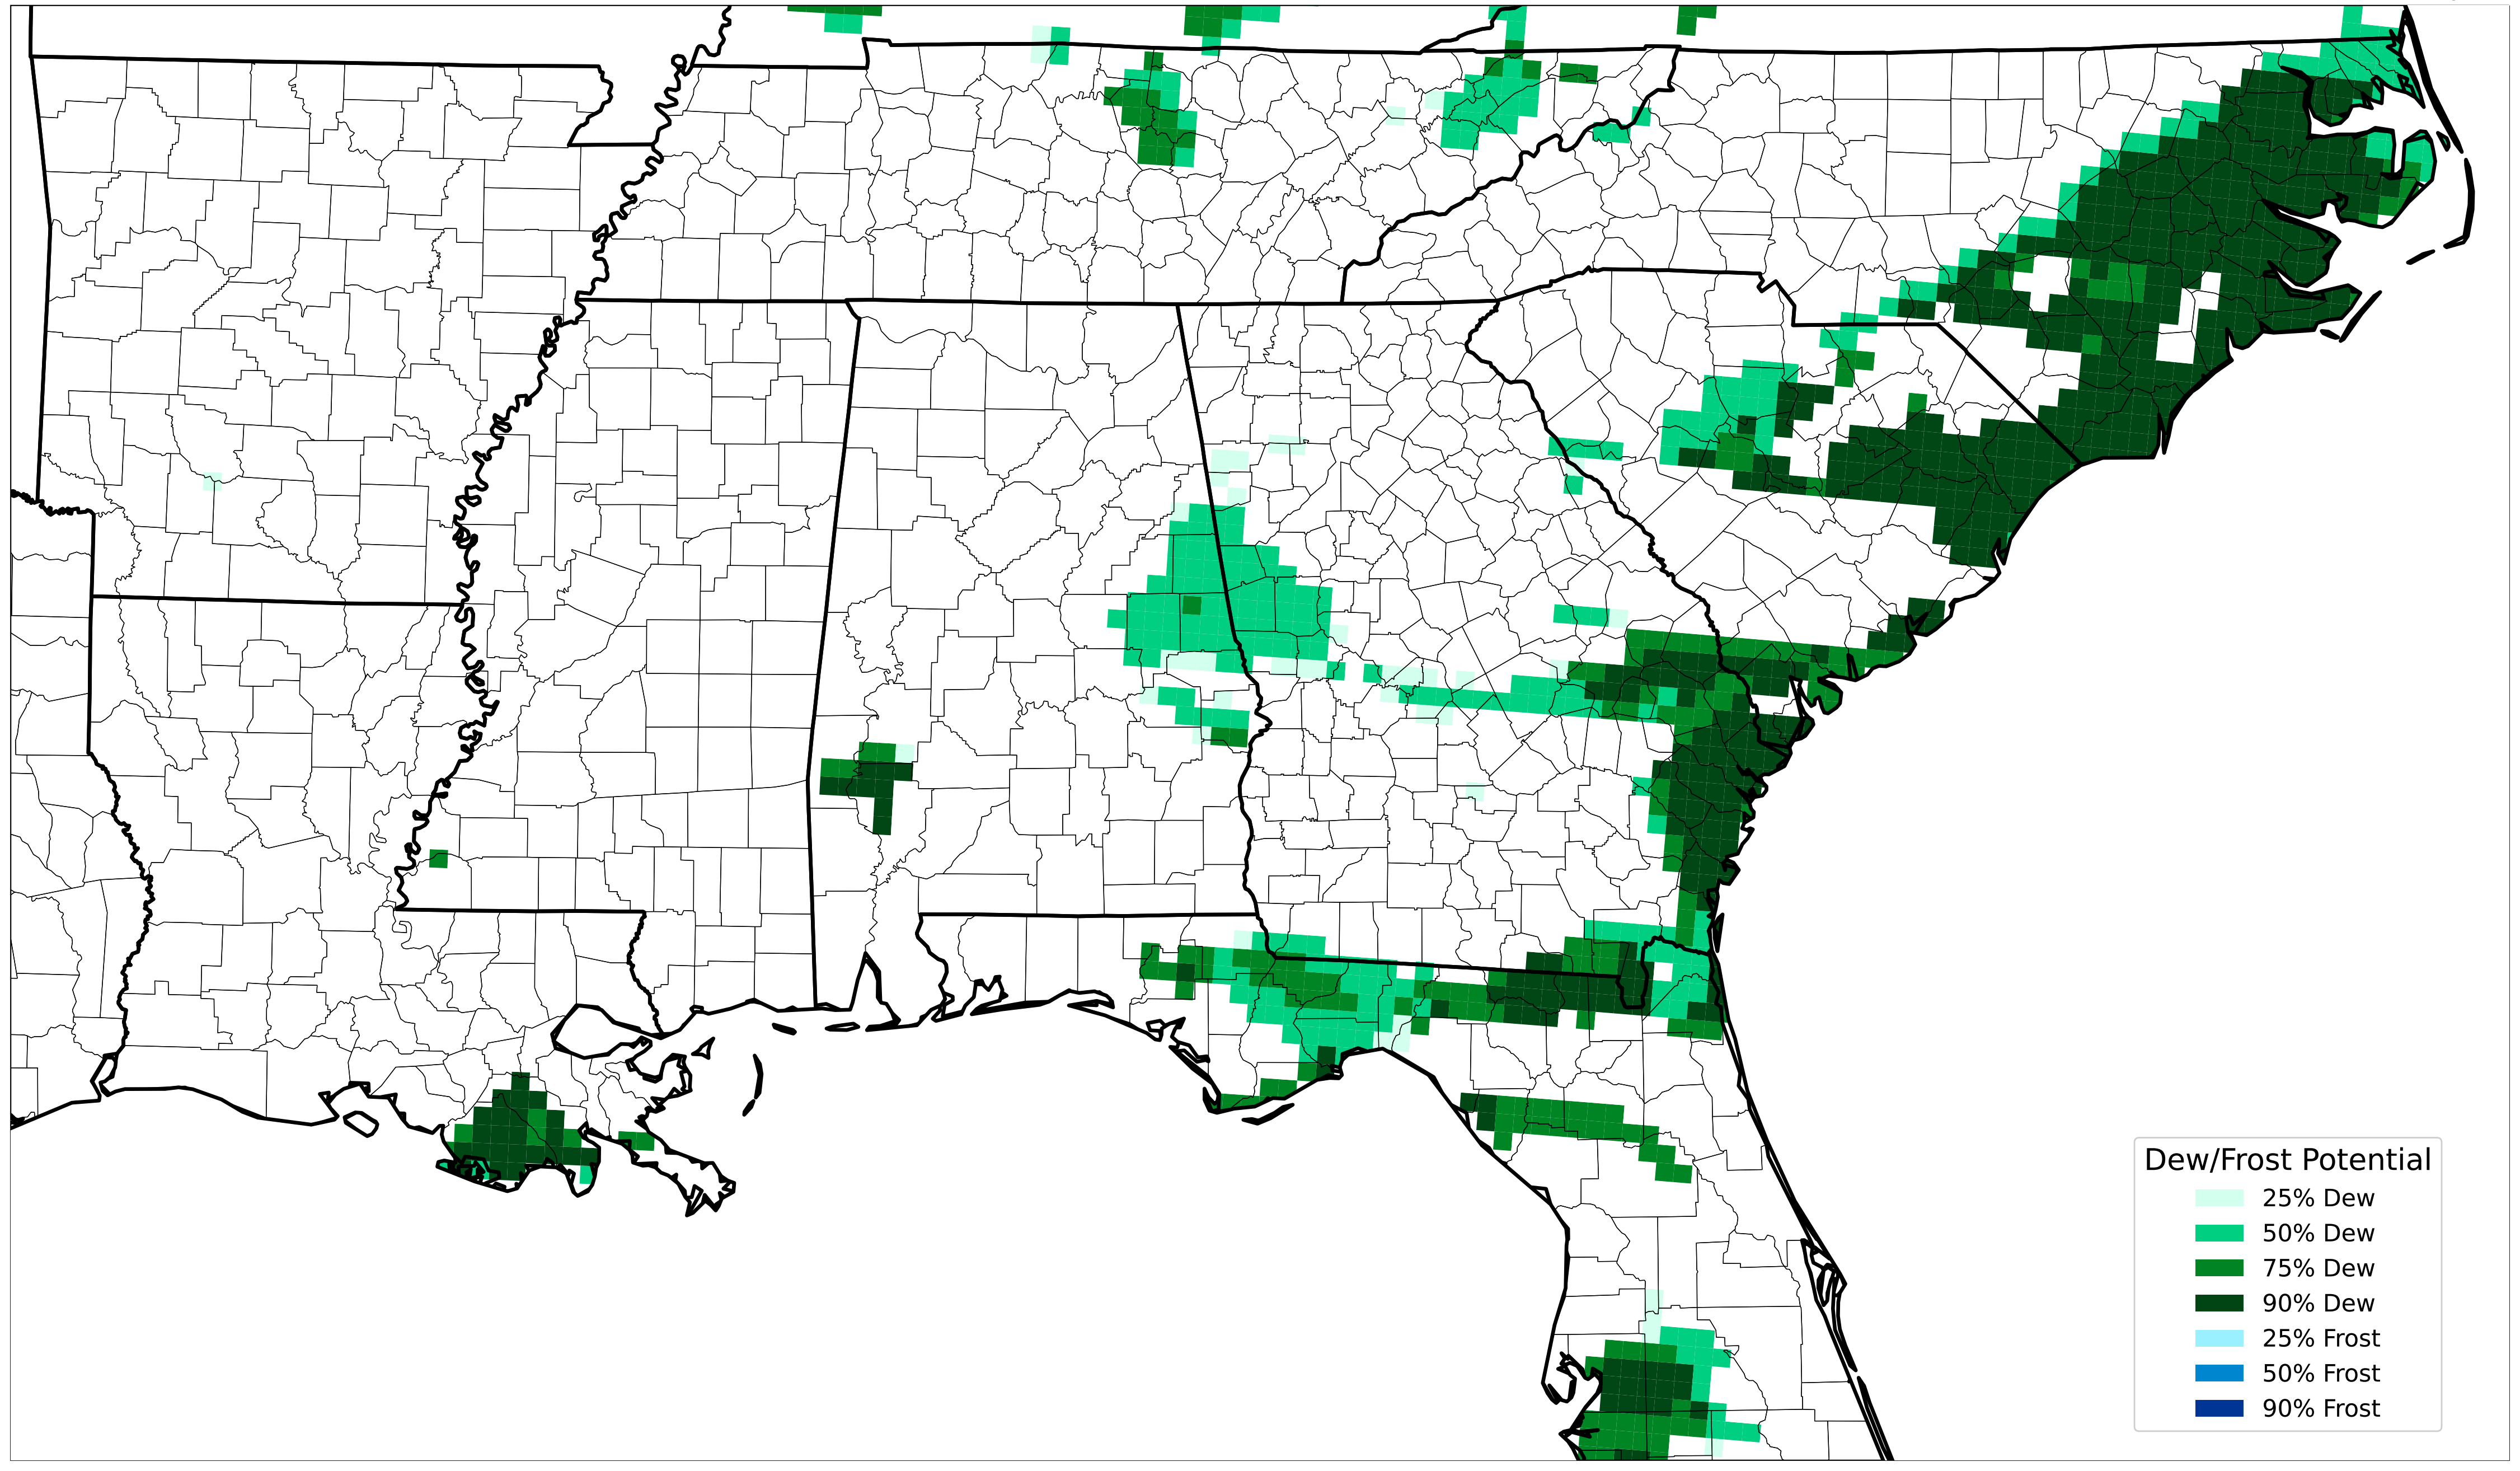 Dew/Frost Potential
25% Dew
50% Dew
75% Dew
90% Dew
25% Frost
50% Frost
90% Frost